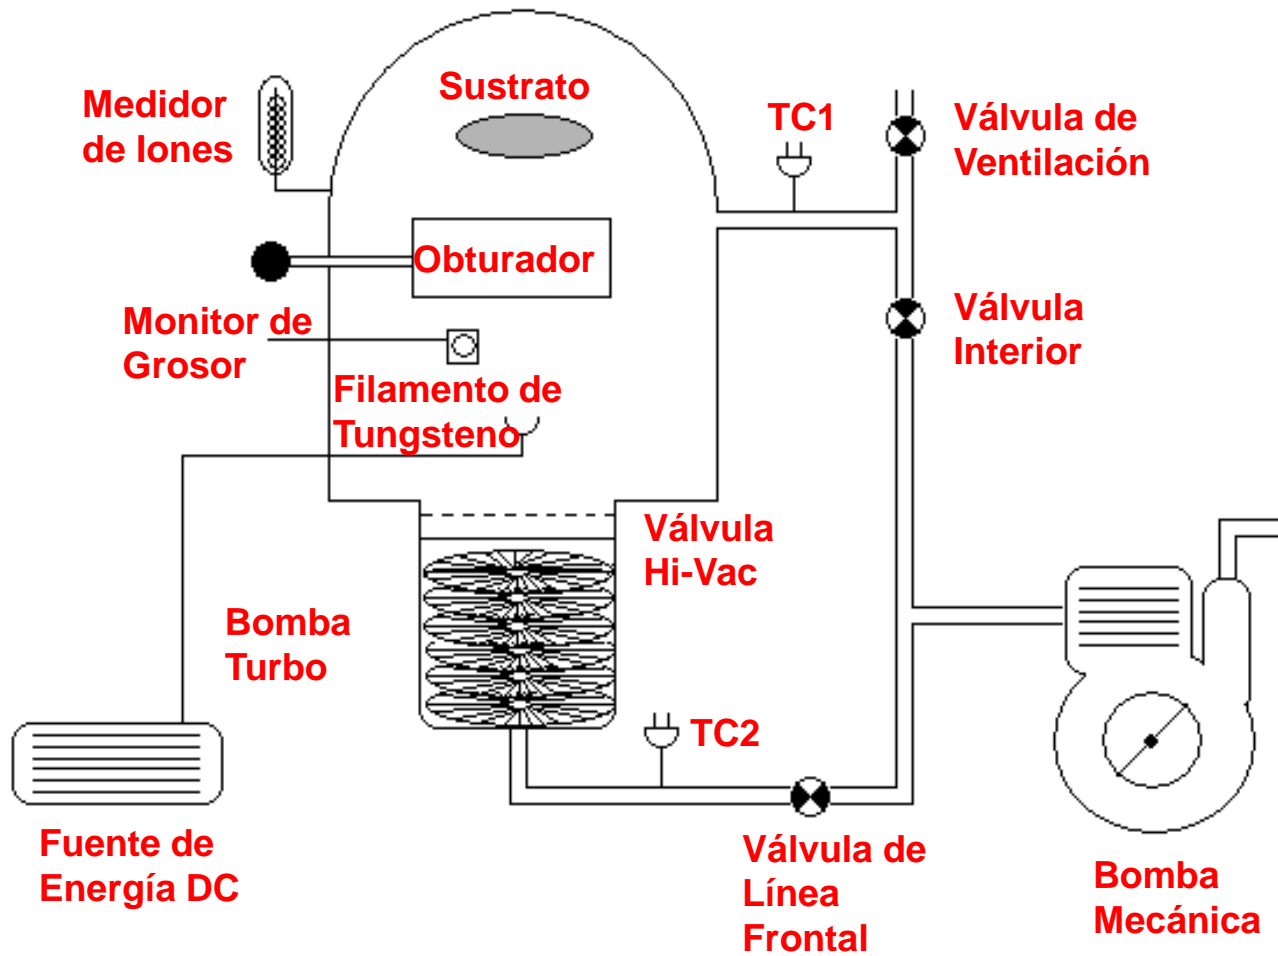 Sustrato
Medidor
de Iones
TC1
Válvula de
Ventilación
Obturador
Monitor de
Grosor
Válvula
Interior
Filamento de
Tungsteno
Válvula
Hi-Vac
Bomba
Turbo
TC2
Fuente de
Energía DC
Válvula de
Línea
Frontal
Bomba
Mecánica